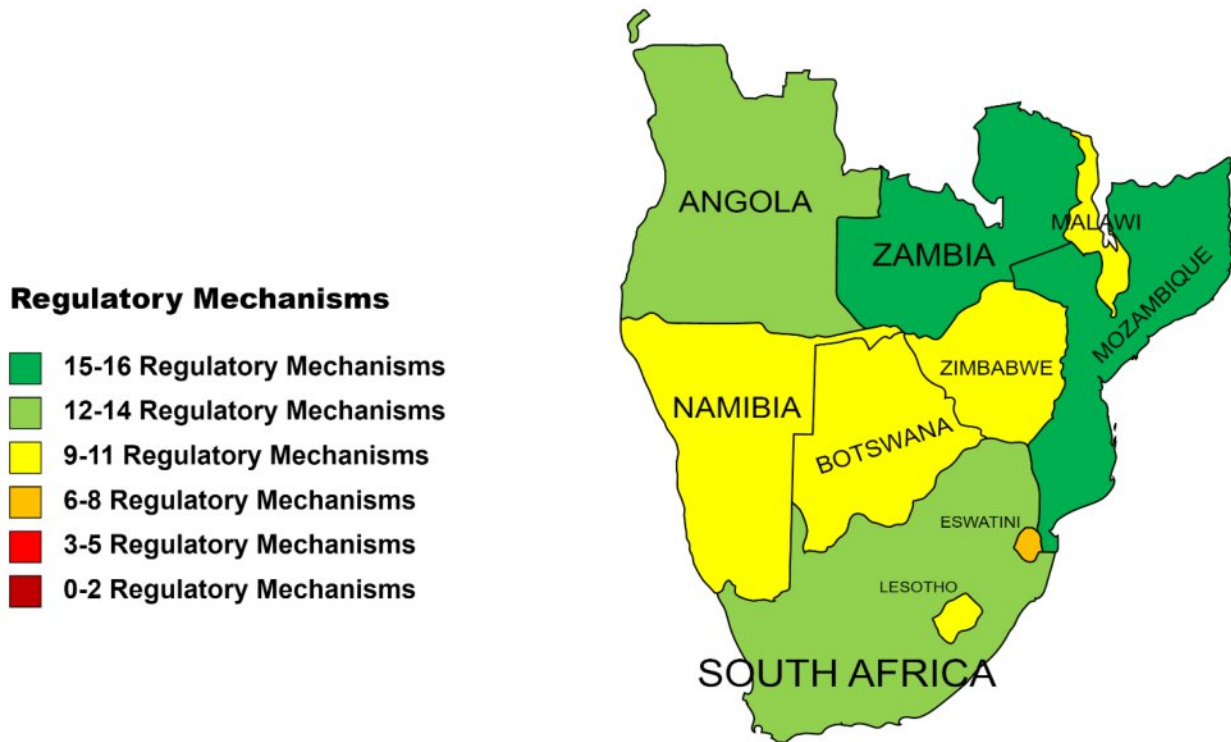 Regulatory Mechanisms
15-16 Regulatory Mechanisms
12-14 Regulatory Mechanisms
9-11 Regulatory Mechanisms
6-8 Regulatory Mechanisms
3-5 Regulatory Mechanisms
0-2 Regulatory Mechanisms
ANGOLA
ZAMBIA
MALAWI
MOZAMBIQUE
ZIMBABWE
NAMIBIA
BOTSWANA
ESWATINI
LESOTHO
SOUTH AFRICA